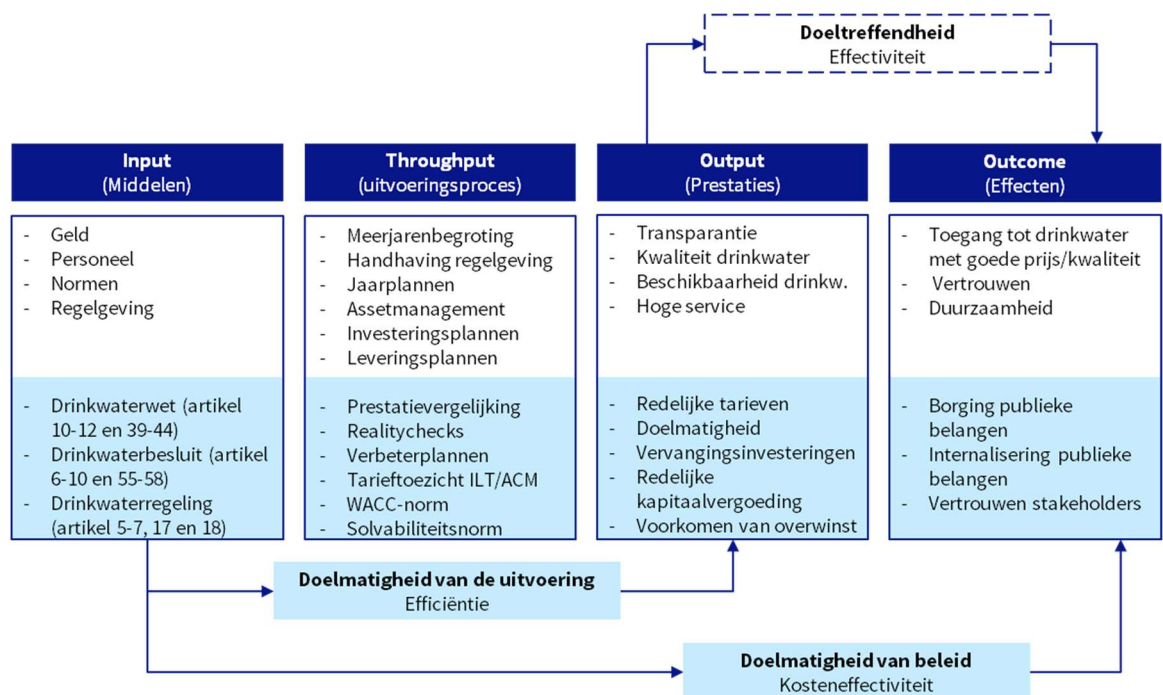 Doeltreffendheid
Effectiviteit
Input
(Middelen)
- Geld
- Personeel
- Normen
- Regelgeving
- Drinkwaterwet (artikel
10-12 en 39-44)
- Drinkwaterbesluit (artikel
6-10 en 55-58)
- Drinkwaterregeling
(artikel 5-7, 17 en 18)
Throughput
(uitvoeringsproces)
- Meerjarenbegroting
- Handhaving regelgeving
- Jaarplannen
- Assetmanagement
- Investeringsplannen
- Leveringsplannen
- Prestatievergelijking
- Realitychecks
- Verbeterplannen
- Tarieftoezicht ILT/ACM
- WACC-norm
- Solvabiliteitsnorm
Output
(Prestaties)
- Transparantie
- Kwaliteit drinkwater
- Beschikbaarheid drinkw.
- Hoge service
- Redelijke tarieven
- Doelmatigheid
- Vervangingsinvesteringen
- Redelijke
kapitaalvergoeding
- Voorkomen van overwinst
Outcome
(Effecten)
- Toegang tot drinkwater
met goede prijs/kwaliteit
- Vertrouwen
- Duurzaamheid
- Borging publieke
belangen
- Internalisering publieke
belangen
- Vertrouwen stakeholders
Doelmatigheid van de uitvoering
Efficiëntie
Doelmatigheid van beleid
Kosteneffectiviteit